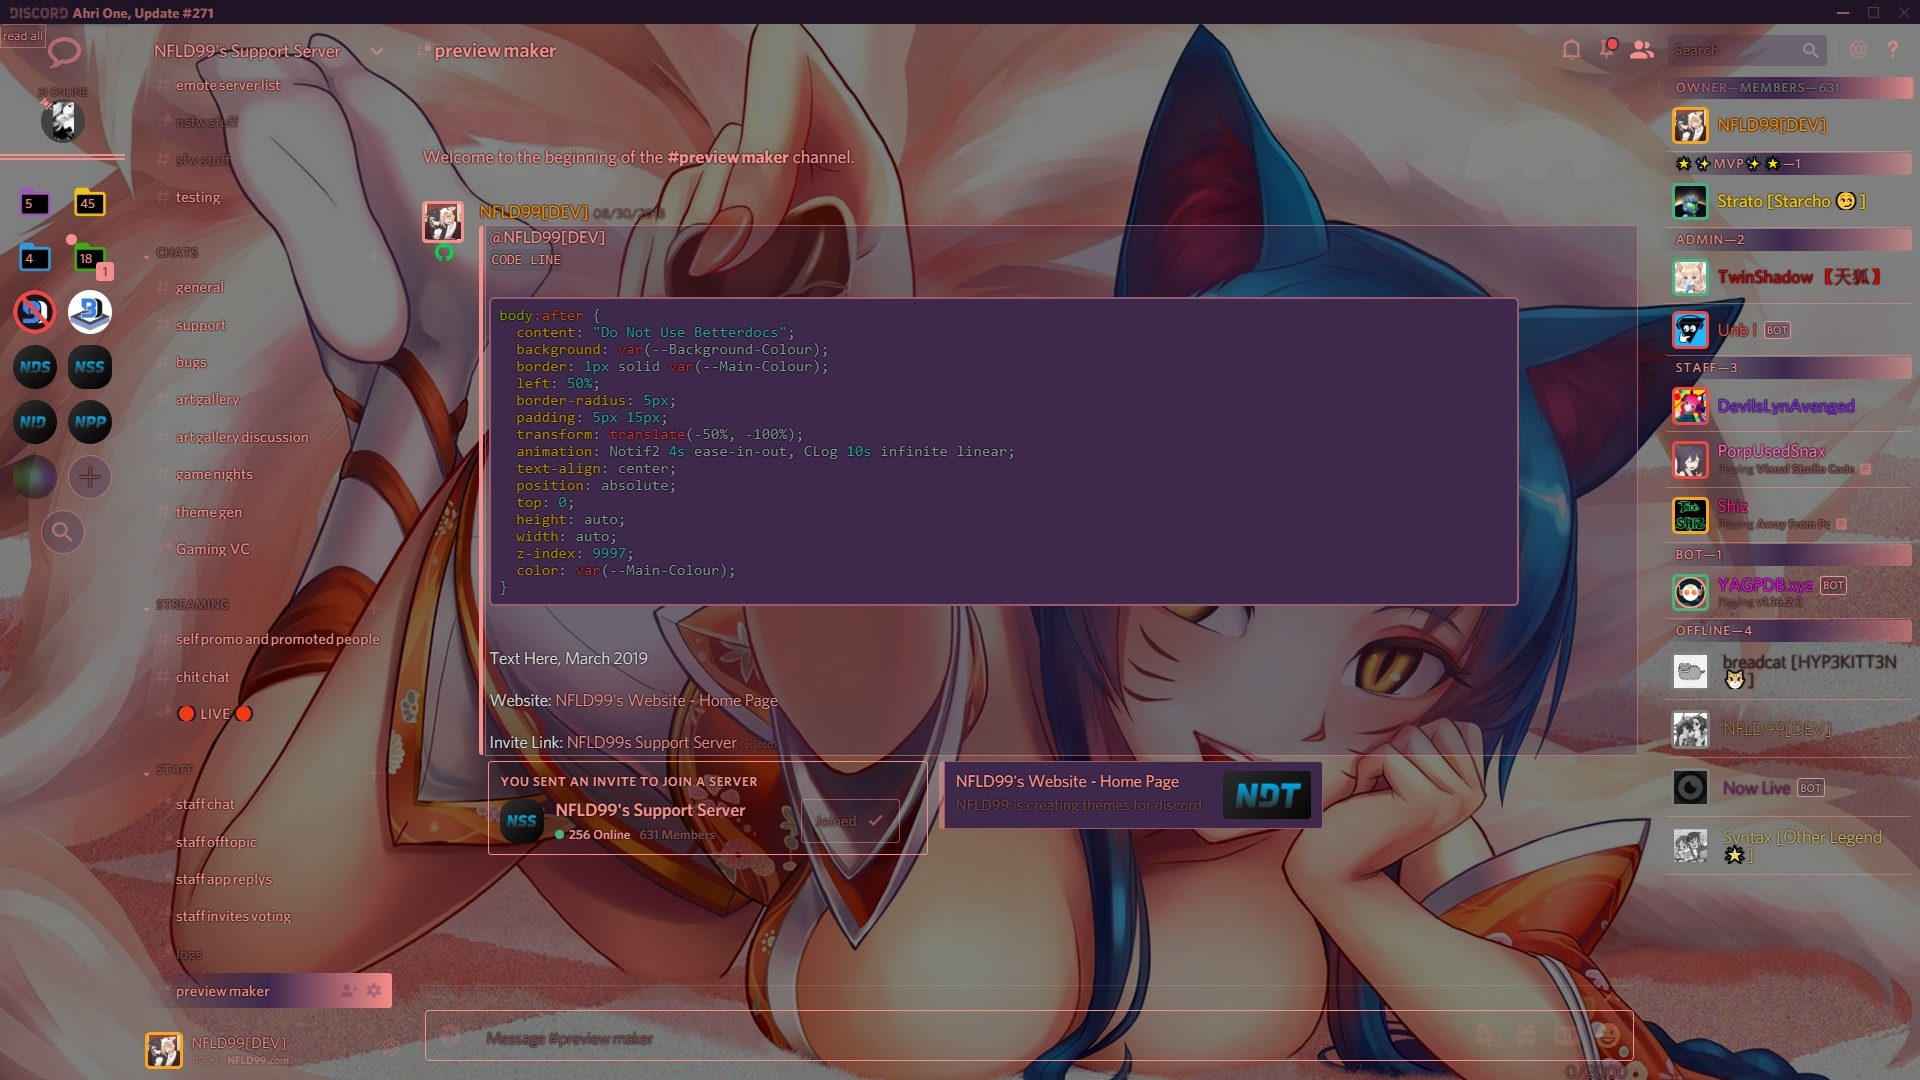 DISCORD Ahri One, Update #271
read all
NFLD99's Support Server
#preview maker
Search
31 ONLINE
5
45
4
18
1
NDS
NSS
NID
NPP
emote server list
nsfw stuff
sfw stuff
testing
CHATS
general
support
bugs
art gallery
art gallery discussion
game nights
theme gen
Gaming VC
STREAMING
self promo and promoted people
chit chat
LIVE
STAFF
staff chat
staff offtopic
staff app replys
staff invites voting
logs
preview maker
NFLD99[DEV]
#0001 NFLD99.com
Welcome to the beginning of the #preview maker channel.
NFLD99[DEV] 08/30/2018
@NFLD99[DEV]
CODE LINE
body:after {
content: "Do Not Use Betterdocs";
background: var(--Background-Colour);
border: 1px solid var(--Main-Colour);
left: 50%;
border-radius: 5px;
padding: 5px 15px;
transform: translate(-50%, -100%);
animation: Notif2 4s ease-in-out, CLog 10s infinite linear;
text-align: center;
position: absolute;
top: 0;
height: auto;
width: auto;
z-index: 9997;
color: var(--Main-Colour);
}
Text Here, March 2019
Website: NFLD99's Website - Home Page
Invite Link: NFLD99s Support Server (edited)
YOU SENT AN INVITE TO JOIN A SERVER
NSS
NFLD99's Support Server
256 Online 631 Members
Joined
NFLD99's Website - Home Page
NFLD99 is creating themes for discord.
NDT
Message #preview maker
0/2000
OWNER—MEMBERS—631
NFLD99[DEV]
MVP—1
Strato [Starcho ]
ADMIN—2
TwinShadow 【天狐】
Unb ! BOT
STAFF—3
DevilsLynAvenged
PorpUsedSnax
Playing Visual Studio Code
Shiz
Playing Away From Pc
The SHIZ
BOT—1
YAGPDB.xyz BOT
OFFLINE—4
breadcat [HYP3KITT3N
]
NFLD99[DEV]
Now Live BOT
Syntax [Other Legend
]